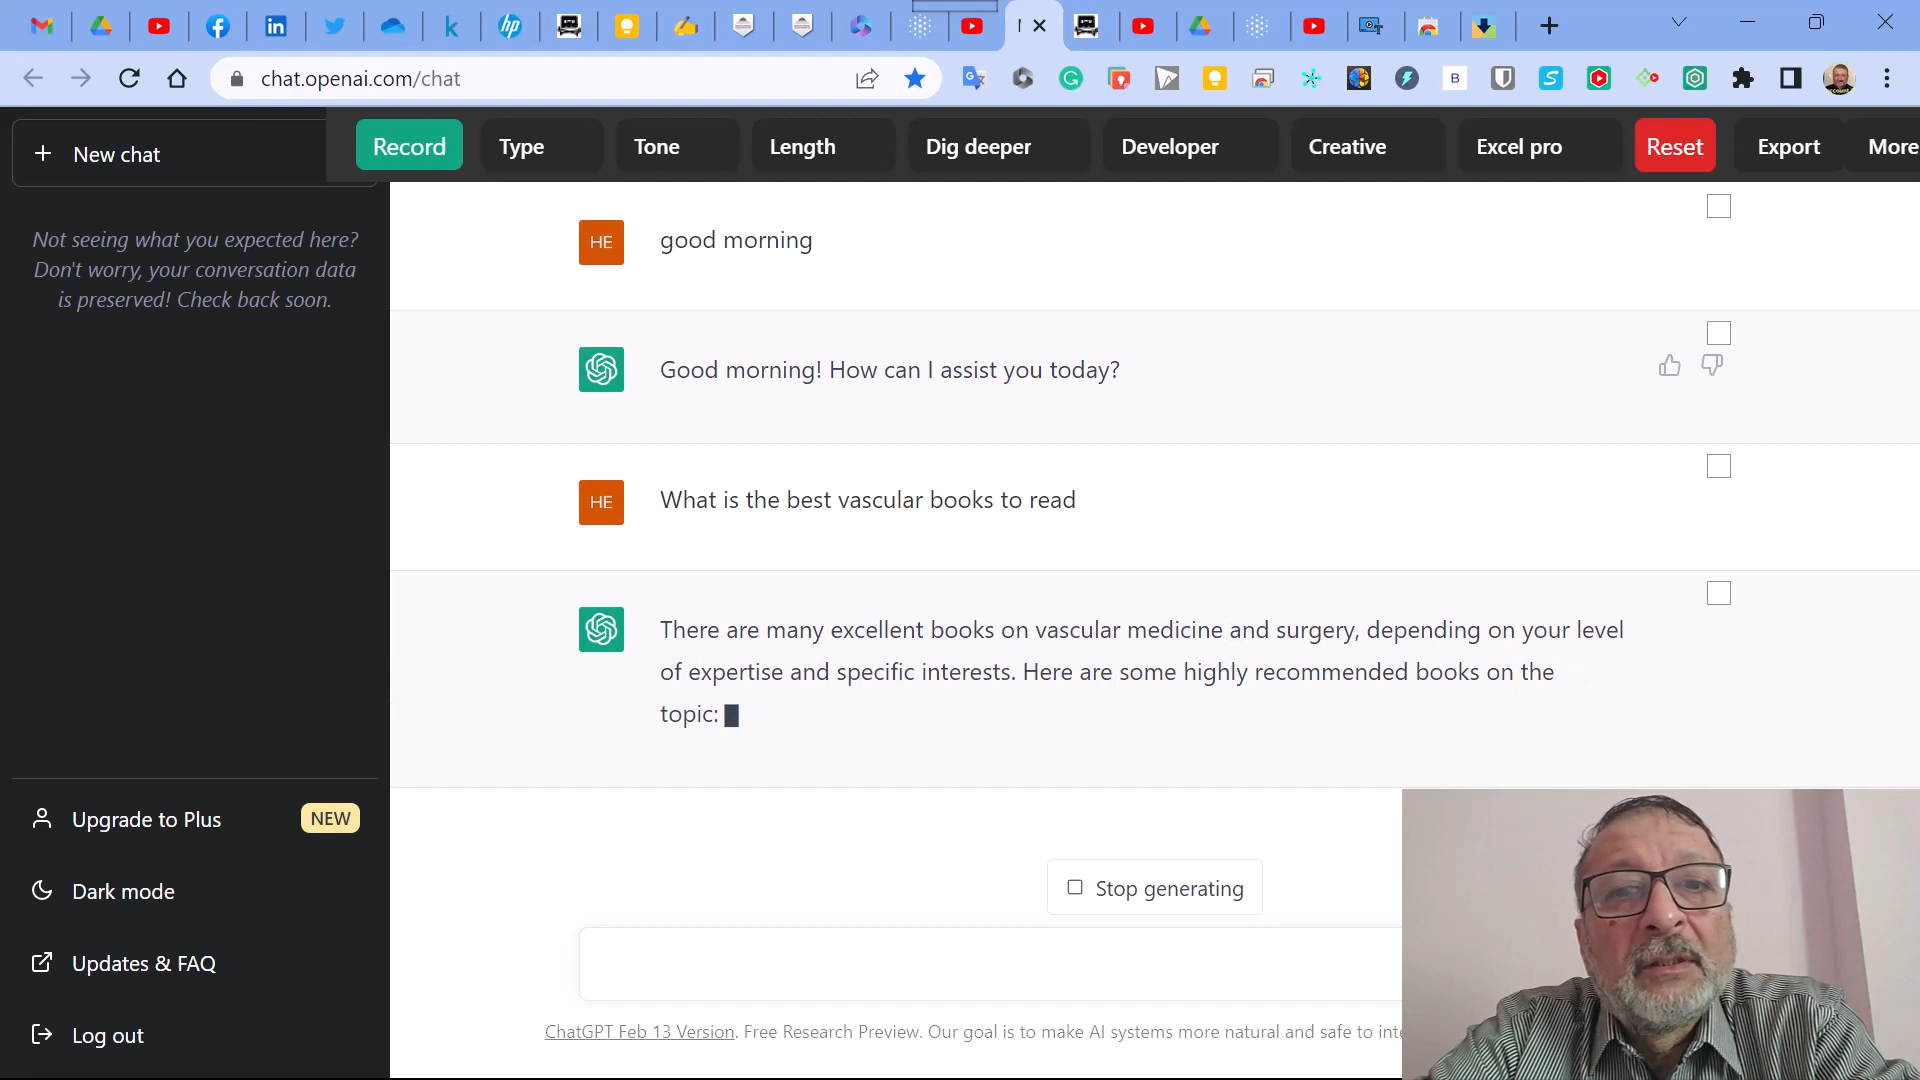 chat.openai.com/chat
New chat
Record
Type
Tone
Length
Dig deeper
Developer
Creative
Excel pro
Reset
Export
More
Not seeing what you expected here?
Don't worry, your conversation data
is preserved! Check back soon.
HE
good morning
Good morning! How can I assist you today?
HE
What is the best vascular books to read
There are many excellent books on vascular medicine and surgery, depending on your level
of expertise and specific interests. Here are some highly recommended books on the
topic:
Upgrade to Plus
NEW
Dark mode
Updates & FAQ
Log out
Stop generating
ChatGPT Feb 13 Version. Free Research Preview. Our goal is to make AI systems more natural and safe to inte